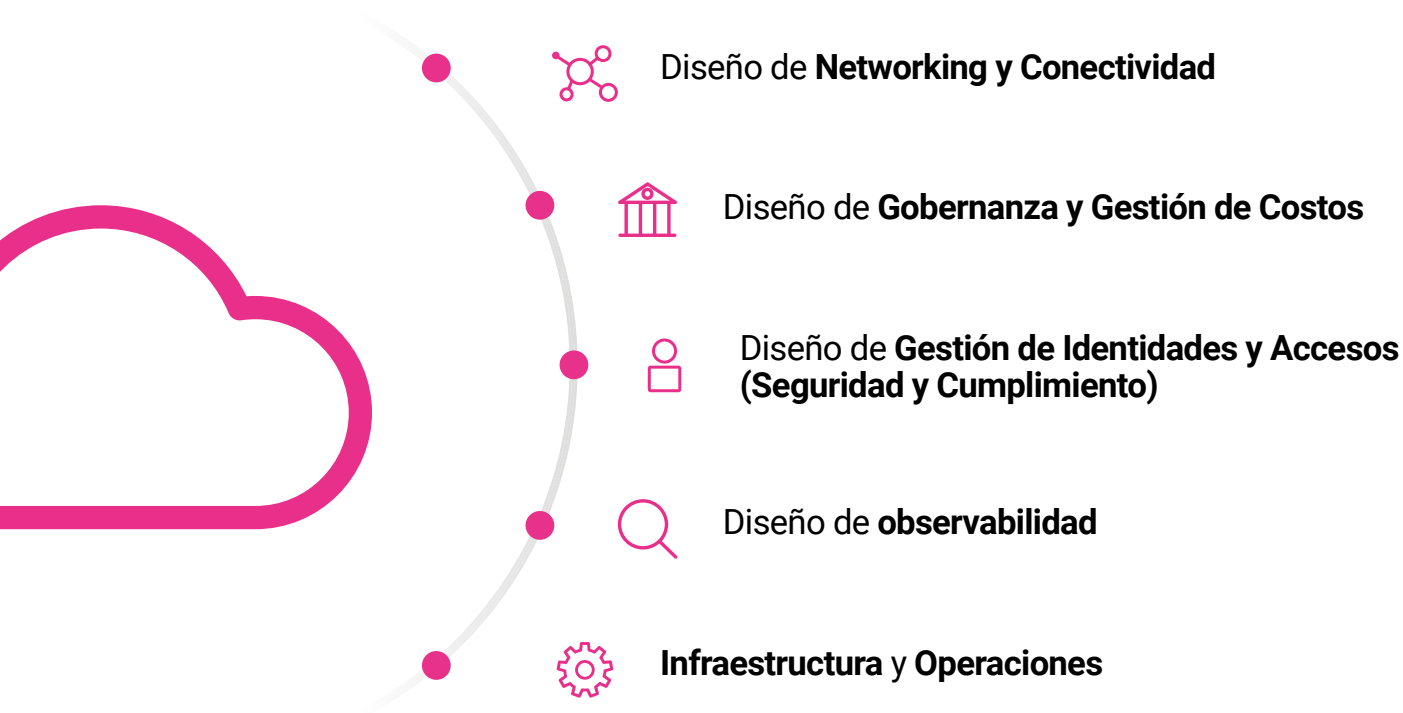 Diseño de Networking y Conectividad
Diseño de Gobernanza y Gestión de Costos
Diseño de Gestión de Identidades y Accesos
(Seguridad y Cumplimiento)
Diseño de observabilidad
Infraestructura y Operaciones